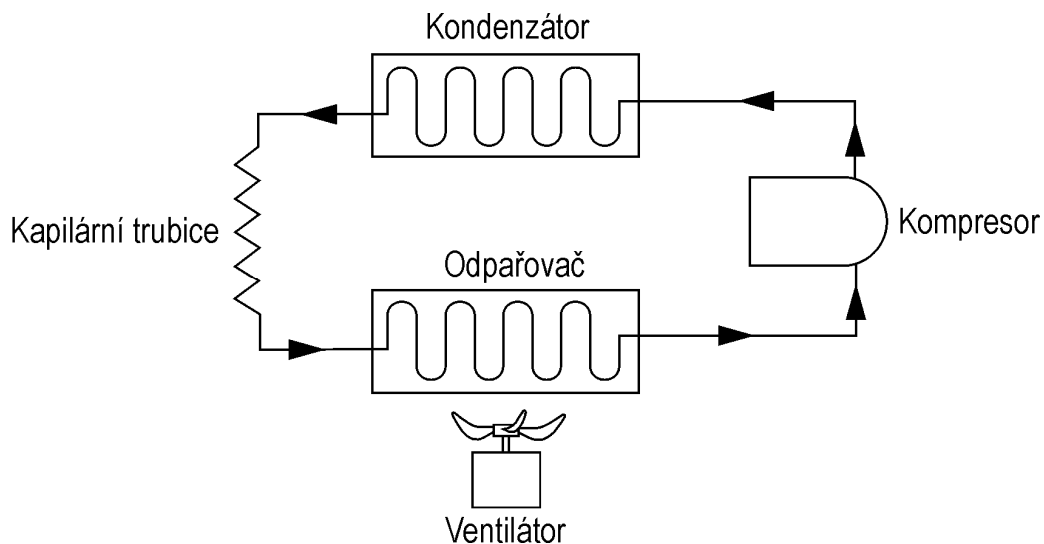 Kondenzátor
Kapilární trubice
Kompresor
Odpařovač
Ventilátor